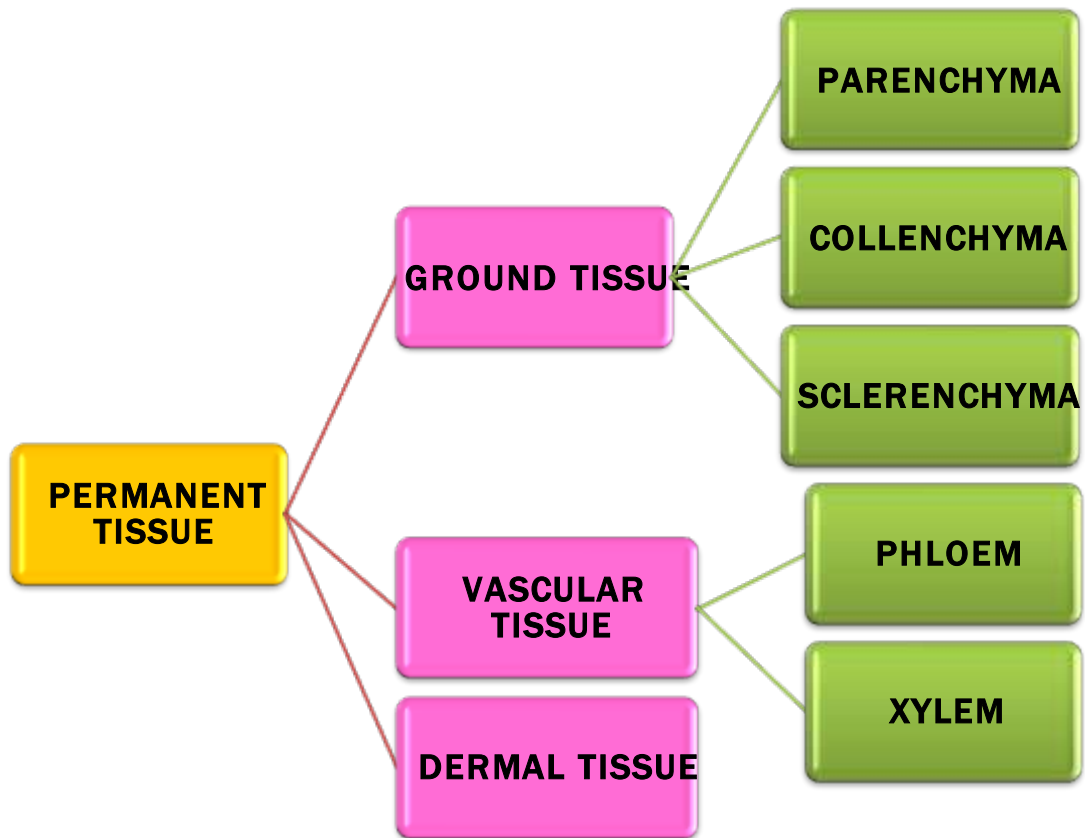 PERMANENT
TISSUE
GROUND TISSUE
PARENCHYMA
COLLENCHYMA
SCLERENCHYMA
VASCULAR
TISSUE
PHLOEM
XYLEM
DERMAL TISSUE